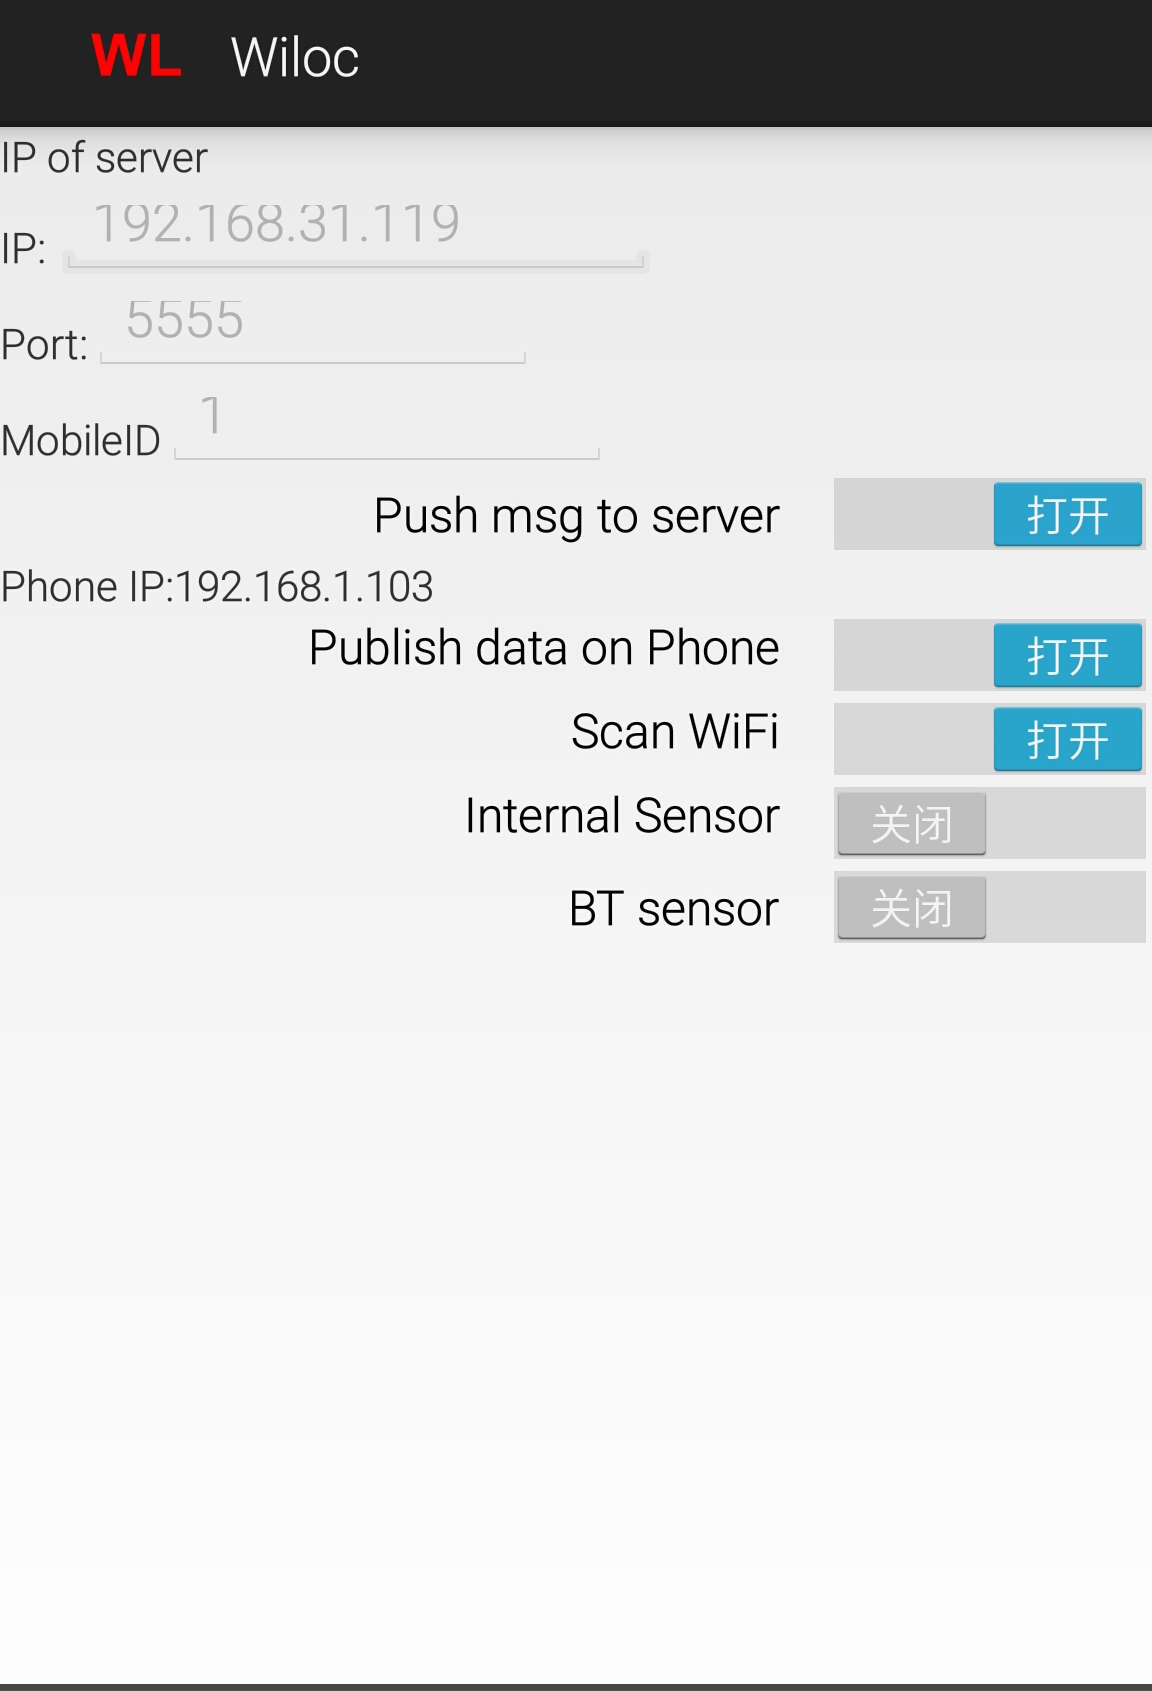 WL Wiloc
IP of server
IP: 192.168.31.119
Port: 5555
MobileID 1
Push msg to server 打开
Phone IP:192.168.1.103
Publish data on Phone 打开
Scan WiFi 打开
Internal Sensor 关闭
BT sensor 关闭